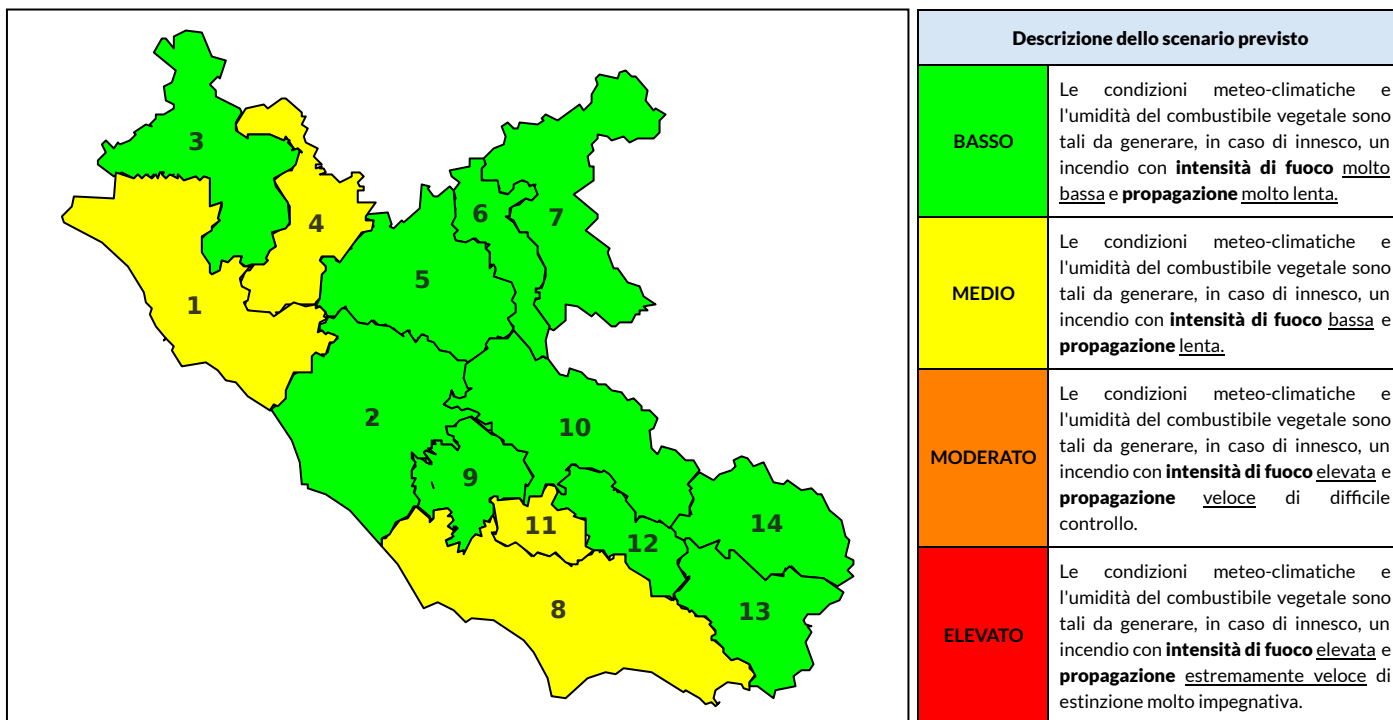 3
4
6
7
5
1
2
10
9
11
14
12
8
13
Descrizione dello scenario previsto
BASSO
Le condizioni meteo-climatiche e
l'umidità del combustibile vegetale sono
tali da generare, in caso di innesco, un
incendio con intensità di fuoco molto
bassa e propagazione molto lenta.
MEDIO
Le condizioni meteo-climatiche e
l'umidità del combustibile vegetale sono
tali da generare, in caso di innesco, un
incendio con intensità di fuoco bassa e
propagazione lenta.
MODERATO
Le condizioni meteo-climatiche e
l'umidità del combustibile vegetale sono
tali da generare, in caso di innesco, un
incendio con intensità di fuoco elevata e
propagazione veloce di difficile
controllo.
ELEVATO
Le condizioni meteo-climatiche e
l'umidità del combustibile vegetale sono
tali da generare, in caso di innesco, un
incendio con intensità di fuoco elevata e
propagazione estremamente veloce di
estinzione molto impegnativa.